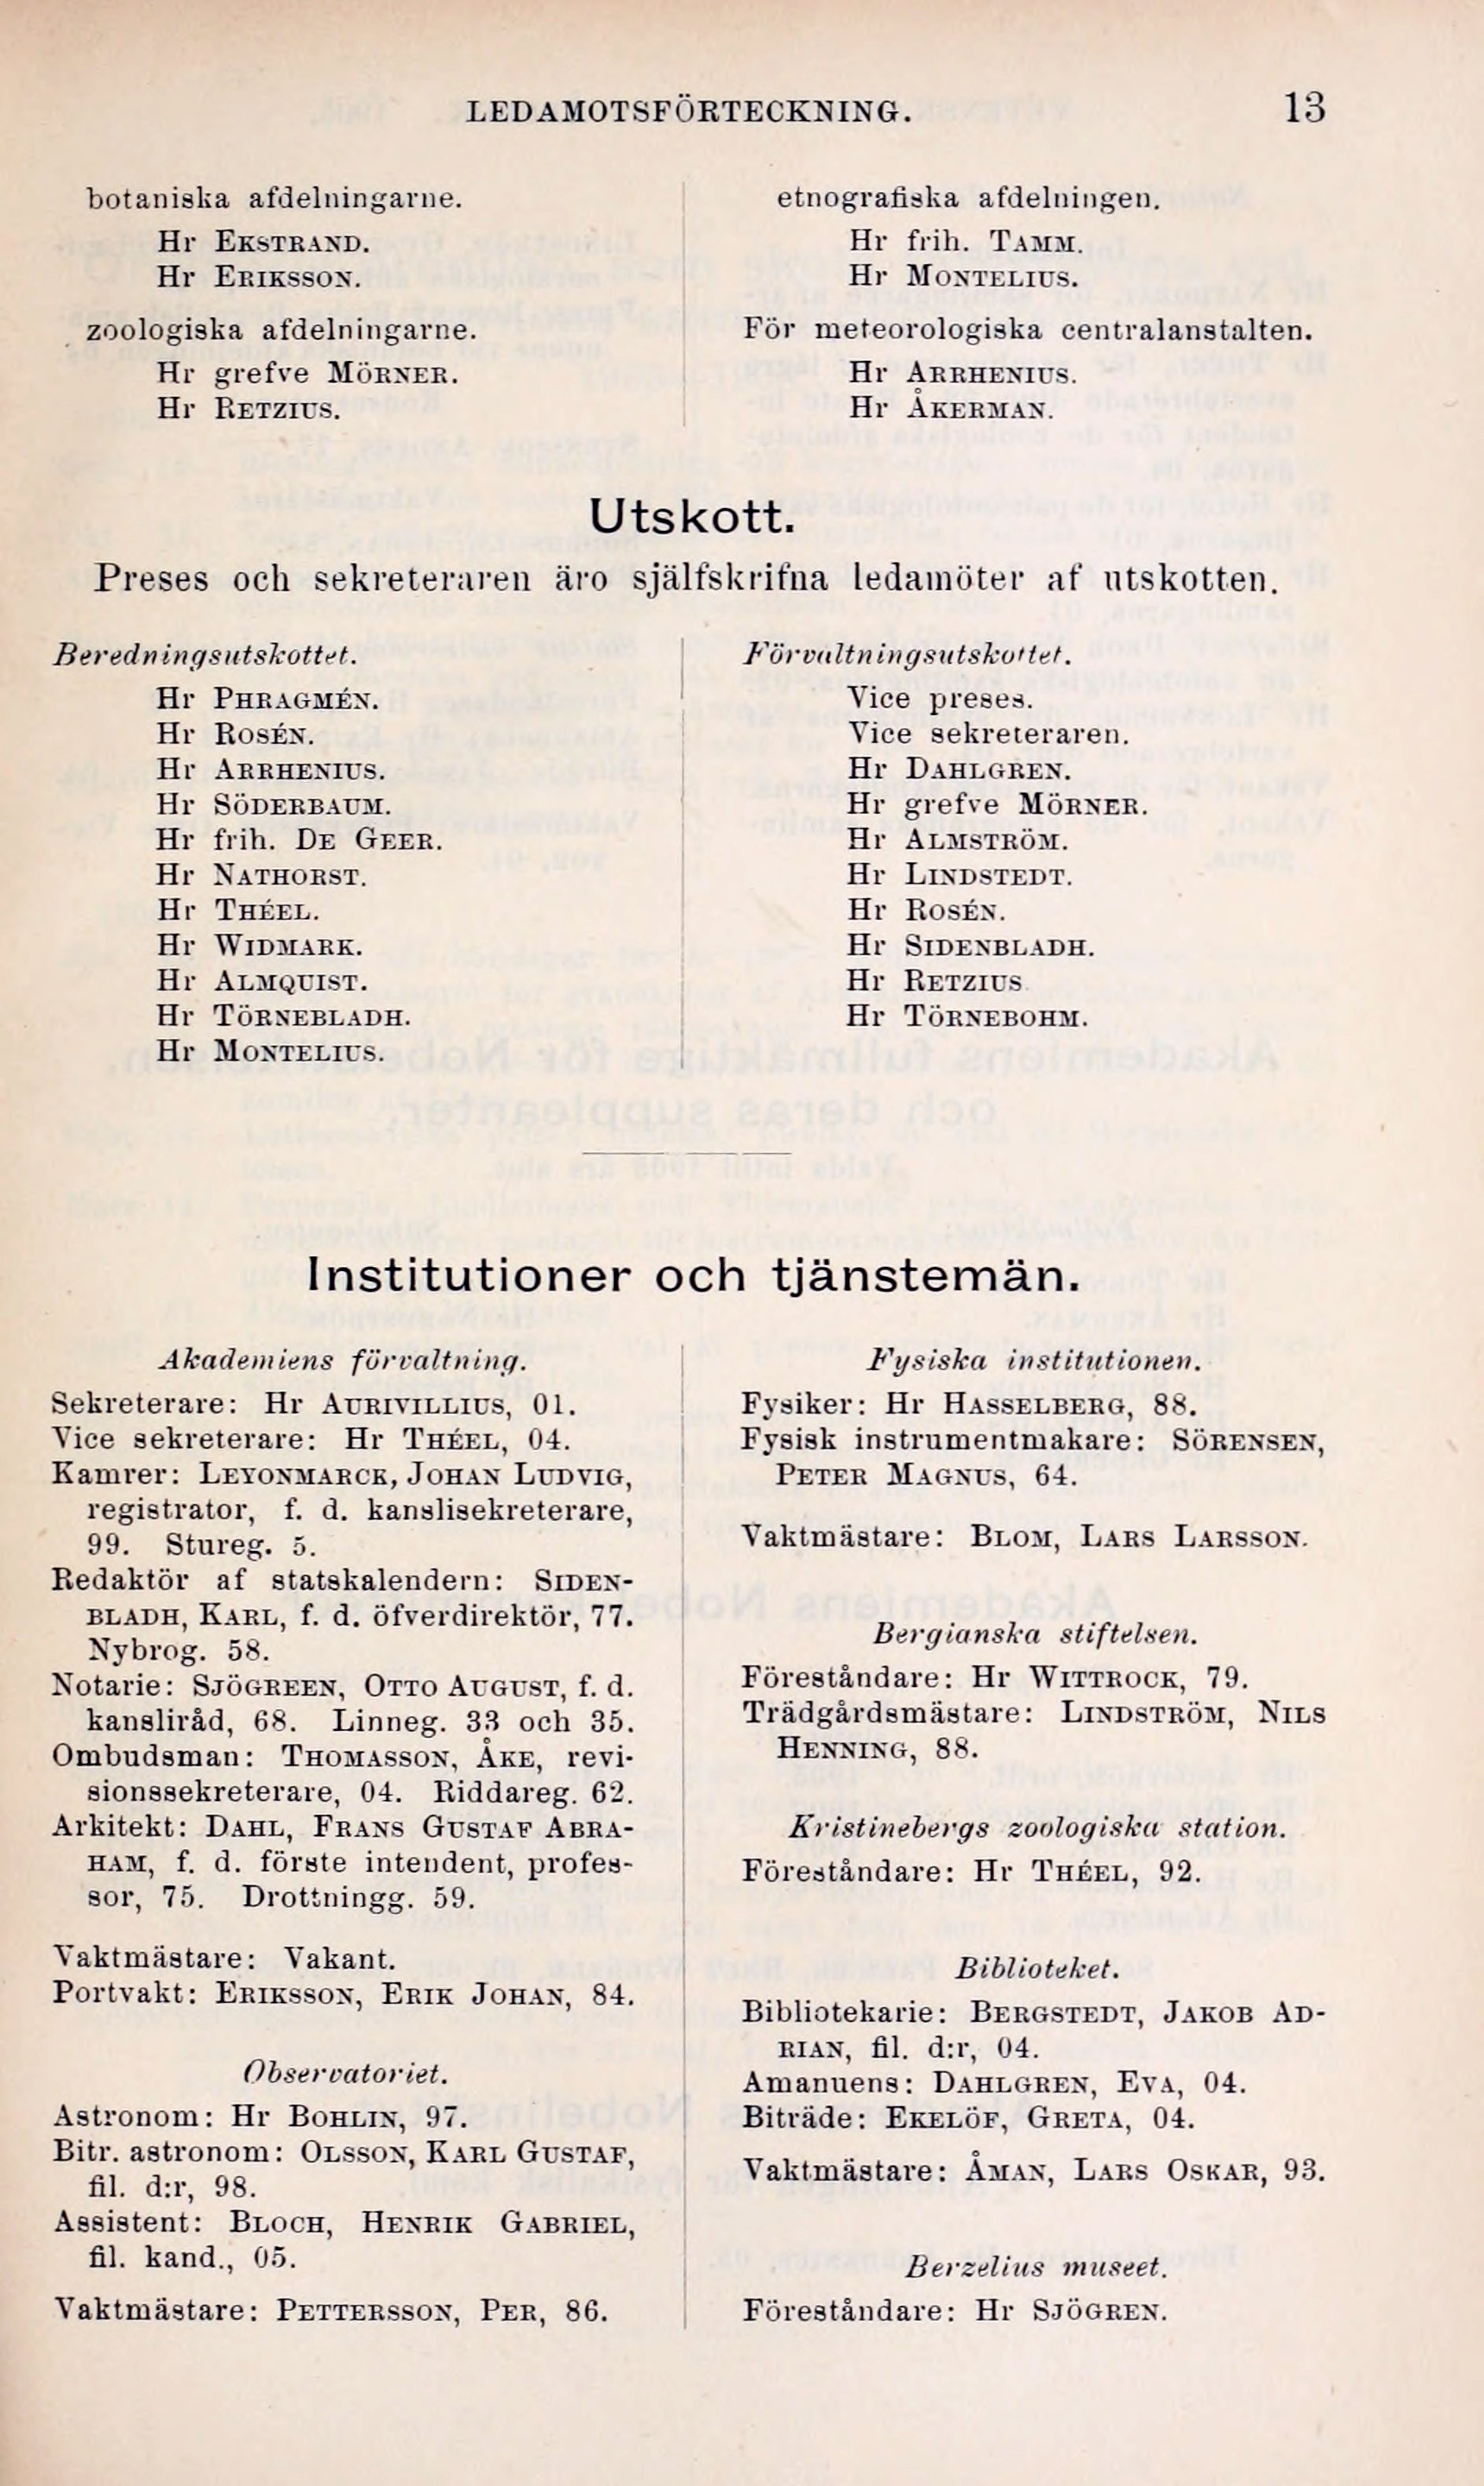 LEDAMOTSFÖRTECKNING. 13
botaniska afdelningarne.
Hr EKSTRAND.
Hr ERIKSSON.
zoologiska afdelningarne.
Hr grefve MÖRNER.
Hr RETZIUS.
etnografiska afdelningen.
Hr frih. TAMM.
Hr MONTELIUS.
För meteorologiska centralanstalten.
Hr ARRHENIUS.
Hr ÅKERMAN.
Utskott.
Preses och sekreteraren äro själfskrifna ledamöter af utskotten.
Beredningsutskottet.
Hr PHRAGMÉN.
Hr ROSÉN.
Hr ARRHENIUS.
Hr SÖDERBAUM.
Hr frih. DE GEER.
Hr NATHORST.
Hr THÉEL.
Hr WIDMARK.
Hr ALMQUIST.
Hr TÖRNEBLADH.
Hr MONTELIUS.
Förvaltningsutskottet.
Vice preses.
Vice sekreteraren.
Hr DAHLGREN.
Hr grefve MÖRNER.
Hr ALMSTRÖM.
Hr LINDSTEDT.
Hr ROSÉN.
Hr SIDENBLADH.
Hr RETZIUS
Hr TÖRNEBOHM.
Institutioner och tjänstemän.
Akademiens förvaltning.
Sekreterare: Hr AURIVILLIUS, 01.
Vice sekreterare: Hr THÉEL, 04.
Kamrer: LEYONMARCK, JOHAN LUDVIG,
registrator, f. d. kanslisekreterare,
99. Stureg. 5.
Redaktör af statskalendern: SIDEN-
BLADH, KARL, f. d. öfverdirektör, 77.
Nybrog. 58.
Notarie: SJÖGREEN, OTTO AUGUST, f. d.
kansliråd, 68. Linneg. 33 och 35.
Ombudsman: THOMASSON, ÅKE, revi-
sionssekreterare, 04. Riddareg. 62.
Arkitekt: DAHL, FRANS GUSTAF ABRA-
HAM, f. d. förste intendent, profes-
sor, 75. Drottningg. 59.
Vaktmästare: Vakant.
Portvakt: ERIKSSON, ERIK JOHAN, 84.
Observatoriet.
Astronom: Hr BOHLIN, 97.
Bitr. astronom: OLSSON, KARL GUSTAF,
fil. d:r, 98.
Assistent: BLOCH, HENRIK GABRIEL,
fil. kand., 05.
Vaktmästare: PETTERSSON, PER, 86.
Fysiska institutionen.
Fysiker: Hr HASSELBERG, 88.
Fysisk instrumentmakare: SÖRENSEN,
PETER MAGNUS, 64.
Vaktmästare: BLOM, LARS LARSSON.
Bergianska stiftelsen.
Föreståndare: Hr WITTROCK, 79.
Trädgårdsmästare: LINDSTRÖM, NILS
HENNING, 88.
Kristinebergs zoologiska station.
Föreståndare: Hr THÉEL, 92.
Biblioteket.
Bibliotekarie: BERGSTEDT, JAKOB AD-
RIAN, fil. d:r, 04.
Amanuens: DAHLGREN, EVA, 04.
Biträde: EKELÖF, GRETA, 04.
Vaktmästare: ÅMAN, LARS OSKAR, 93.
Berzelius museet.
Föreståndare: Hr SJÖGREN.